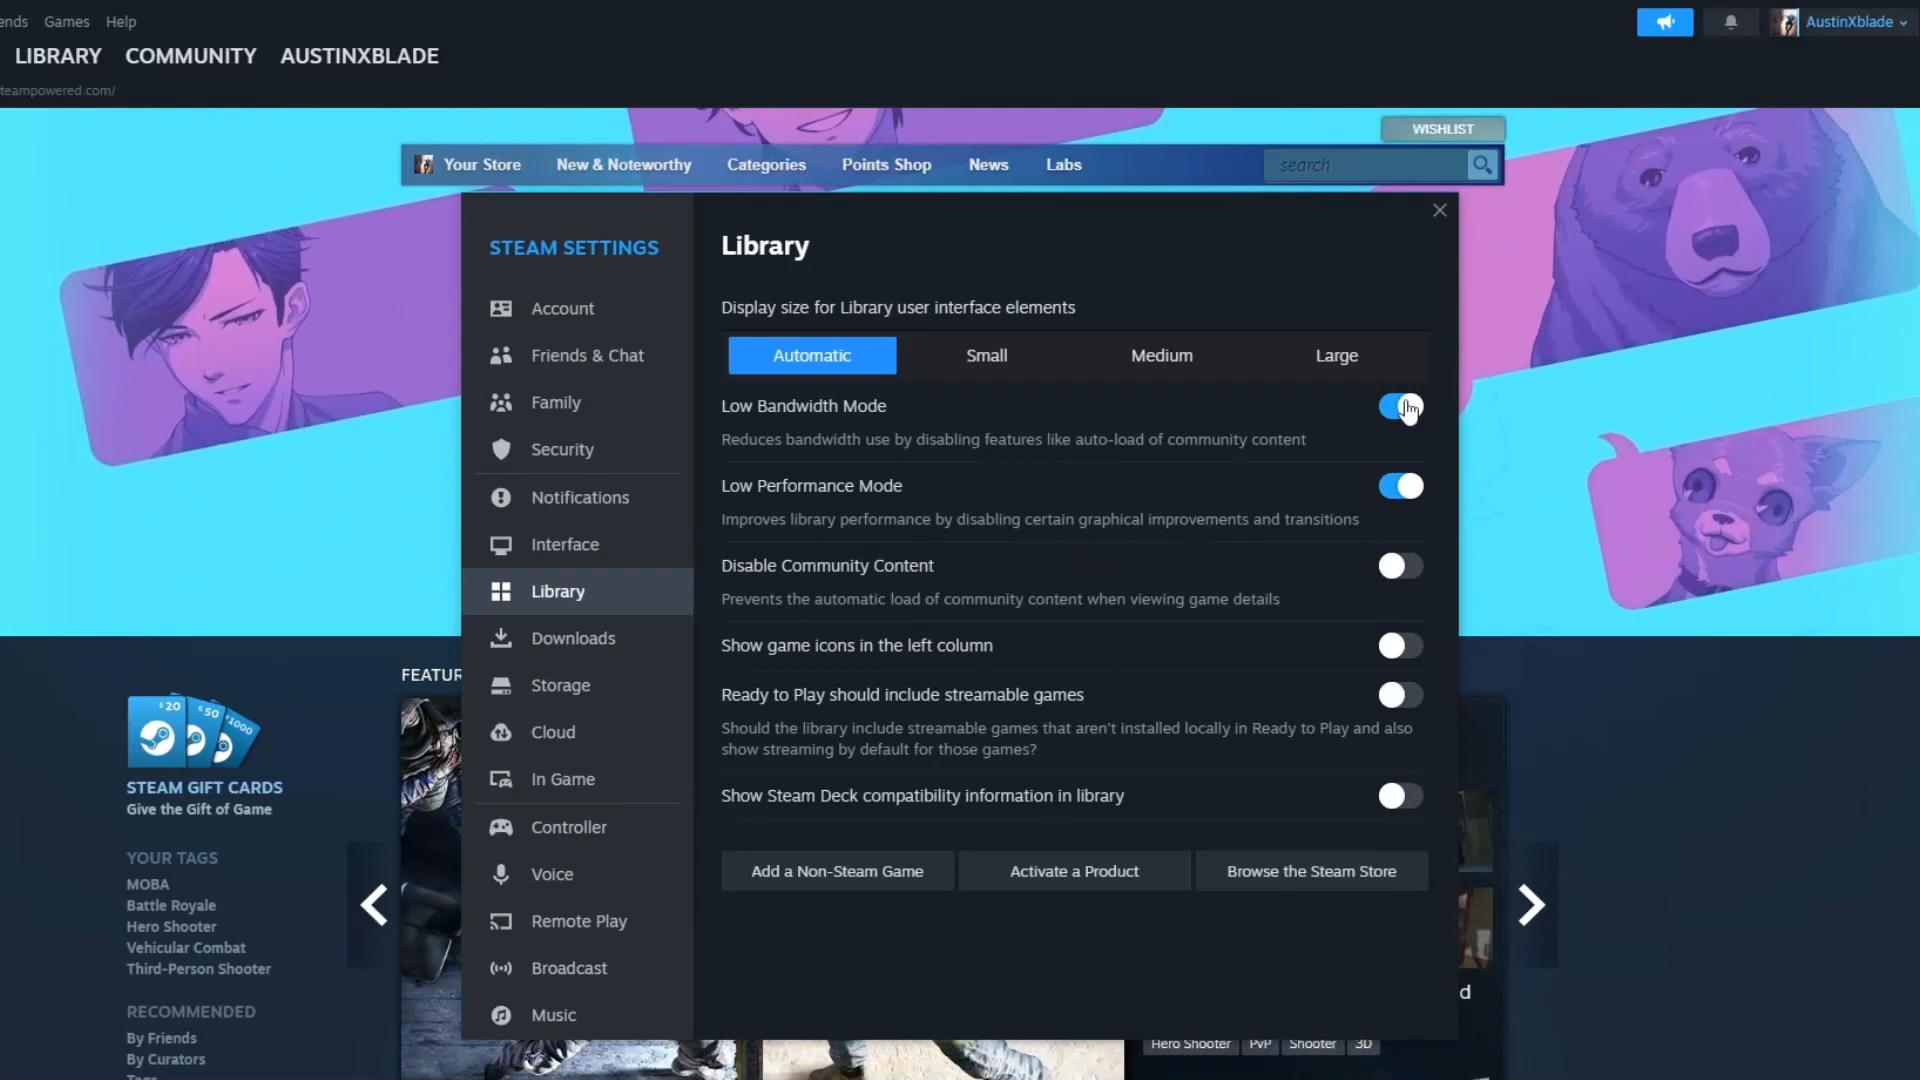 ends Games Help
AustinXblade
LIBRARY COMMUNITY AUSTINXBLADE
teampowered.com/
WISHLIST
Your Store New & Noteworthy Categories Points Shop News Labs
search
STEAM SETTINGS
Account
Friends & Chat
Family
Security
Notifications
Interface
Library
Downloads
Storage
Cloud
In Game
Controller
Voice
Remote Play
Broadcast
Music
Library
Display size for Library user interface elements
Automatic Small Medium Large
Low Bandwidth Mode
Reduces bandwidth use by disabling features like auto-load of community content
Low Performance Mode
Improves library performance by disabling certain graphical improvements and transitions
Disable Community Content
Prevents the automatic load of community content when viewing game details
Show game icons in the left column
Ready to Play should include streamable games
Should the library include streamable games that aren't installed locally in Ready to Play and also
show streaming by default for those games?
Show Steam Deck compatibility information in library
Add a Non-Steam Game Activate a Product Browse the Steam Store
FEATUR
$20 €50 ¥1000
STEAM GIFT CARDS
Give the Gift of Game
YOUR TAGS
MOBA
Battle Royale
Hero Shooter
Vehicular Combat
Third-Person Shooter
RECOMMENDED
By Friends
By Curators
Tags
d
Hero Shooter PvP Shooter 3D